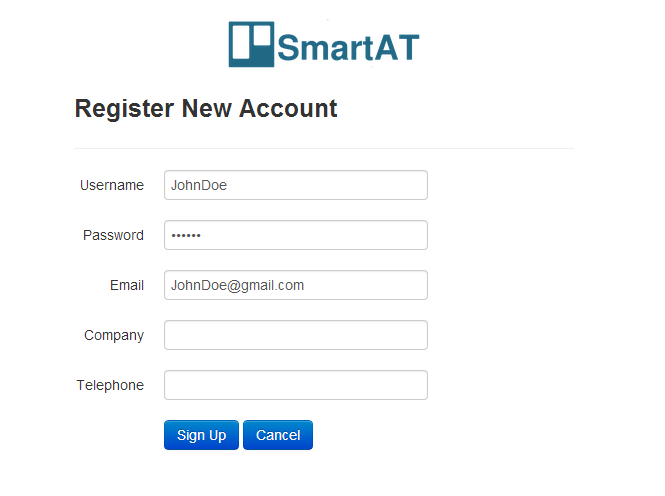 SmartAT
Register New Account
Username JohnDoe
Password ••••••
Email JohnDoe@gmail.com
Company
Telephone
Sign Up Cancel